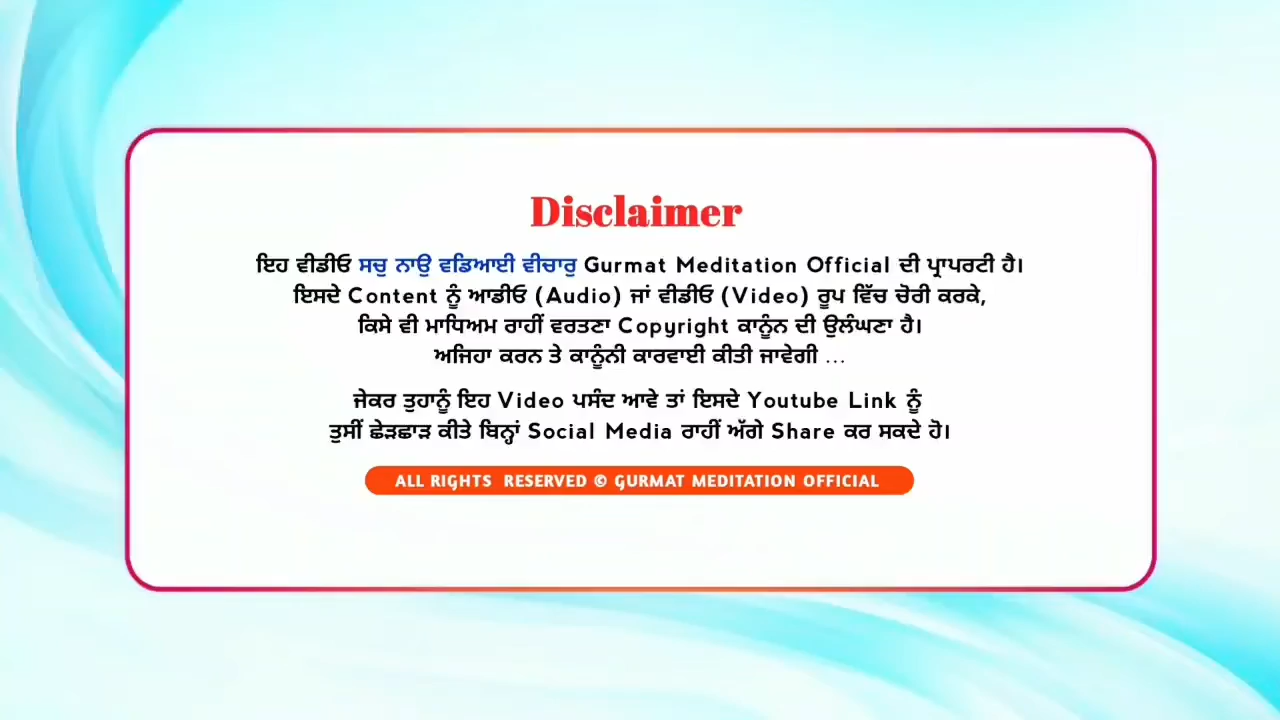 Disclaimer
ਇਹ ਵੀਡੀਓ ਸਚੁ ਨਾਉ ਵਡਿਆਈ ਵੀਚਾਰੁ Gurmat Meditation Official ਦੀ ਪ੍ਰਾਪਰਟੀ ਹੈ।
ਇਸਦੇ Content ਨੂੰ ਆਡੀਓ (Audio) ਜਾਂ ਵੀਡੀਓ (Video) ਰੂਪ ਵਿੱਚ ਚੋਰੀ ਕਰਕੇ,
ਕਿਸੇ ਵੀ ਮਾਧਿਅਮ ਰਾਹੀਂ ਵਰਤਣਾ Copyright ਕਾਨੂੰਨ ਦੀ ਉਲੰਘਣਾ ਹੈ।
ਅਜਿਹਾ ਕਰਨ ਤੇ ਕਾਨੂੰਨੀ ਕਾਰਵਾਈ ਕੀਤੀ ਜਾਵੇਗੀ ...
ਜੇਕਰ ਤੁਹਾਨੂੰ ਇਹ Video ਪਸੰਦ ਆਵੇ ਤਾਂ ਇਸਦੇ Youtube Link ਨੂੰ
ਤੁਸੀਂ ਛੇੜਛਾੜ ਕੀਤੇ ਬਿਨ੍ਹਾਂ Social Media ਰਾਹੀਂ ਅੱਗੇ Share ਕਰ ਸਕਦੇ ਹੋ।
ALL RIGHTS RESERVED © GURMAT MEDITATION OFFICIAL